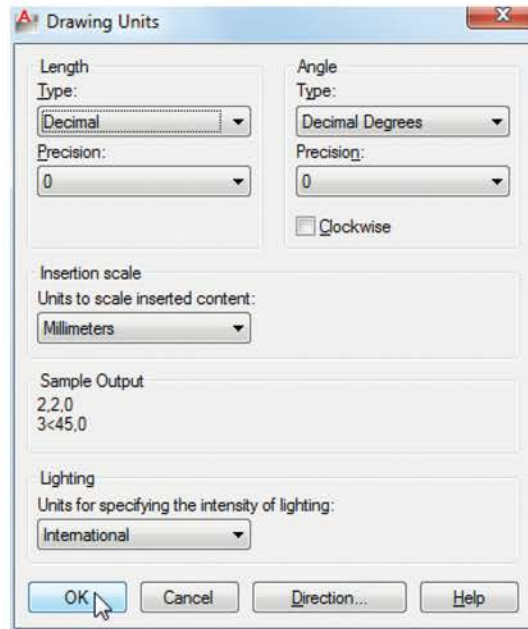 Drawing Units
Length
Type:
Decimal
Precision:
0
Angle
Type:
Decimal Degrees
Precision:
0
Clockwise
Insertion scale
Units to scale inserted content:
Millimeters
Sample Output
2,2,0
3<45,0
Lighting
Units for specifying the intensity of lighting:
International
OK Cancel Direction... Help